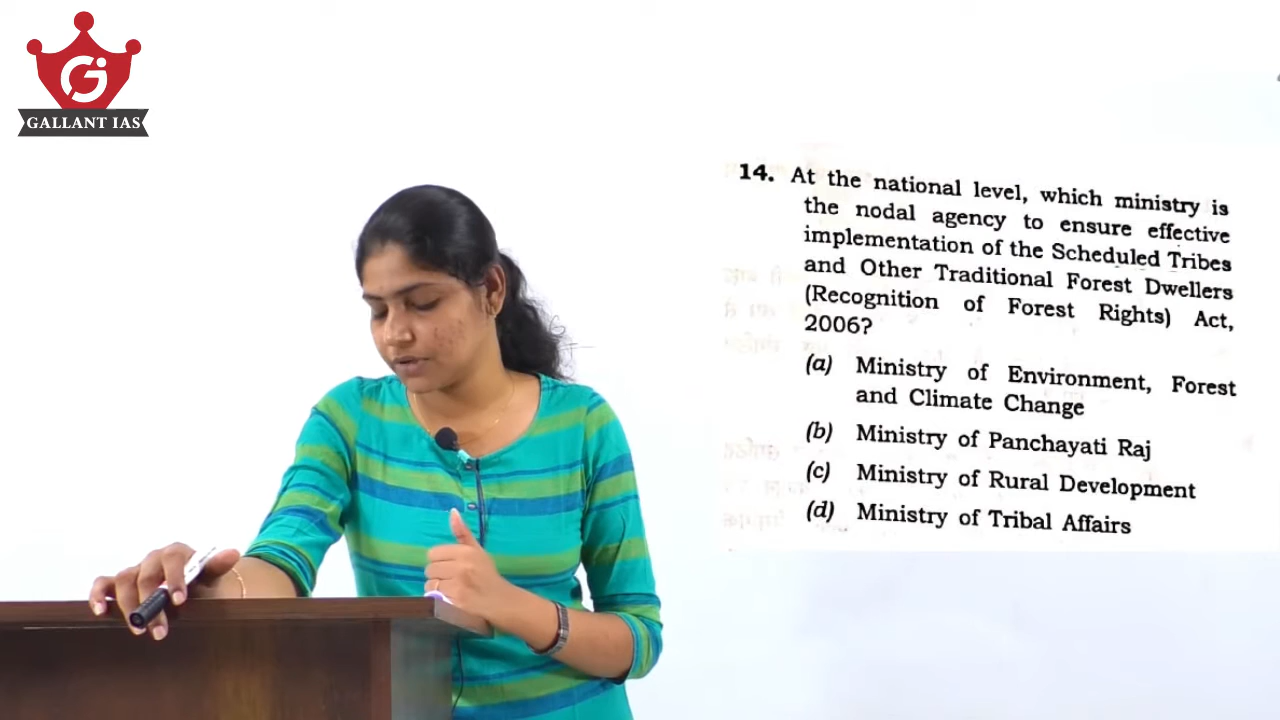 GALLANT IAS
14. At the national level, which ministry is
the nodal agency to ensure effective
implementation of the Scheduled Tribes
and Other Traditional Forest Dwellers
(Recognition of Forest Rights) Act,
2006?
(a) Ministry of Environment, Forest
and Climate Change
(b) Ministry of Panchayati Raj
(c) Ministry of Rural Development
(d) Ministry of Tribal Affairs